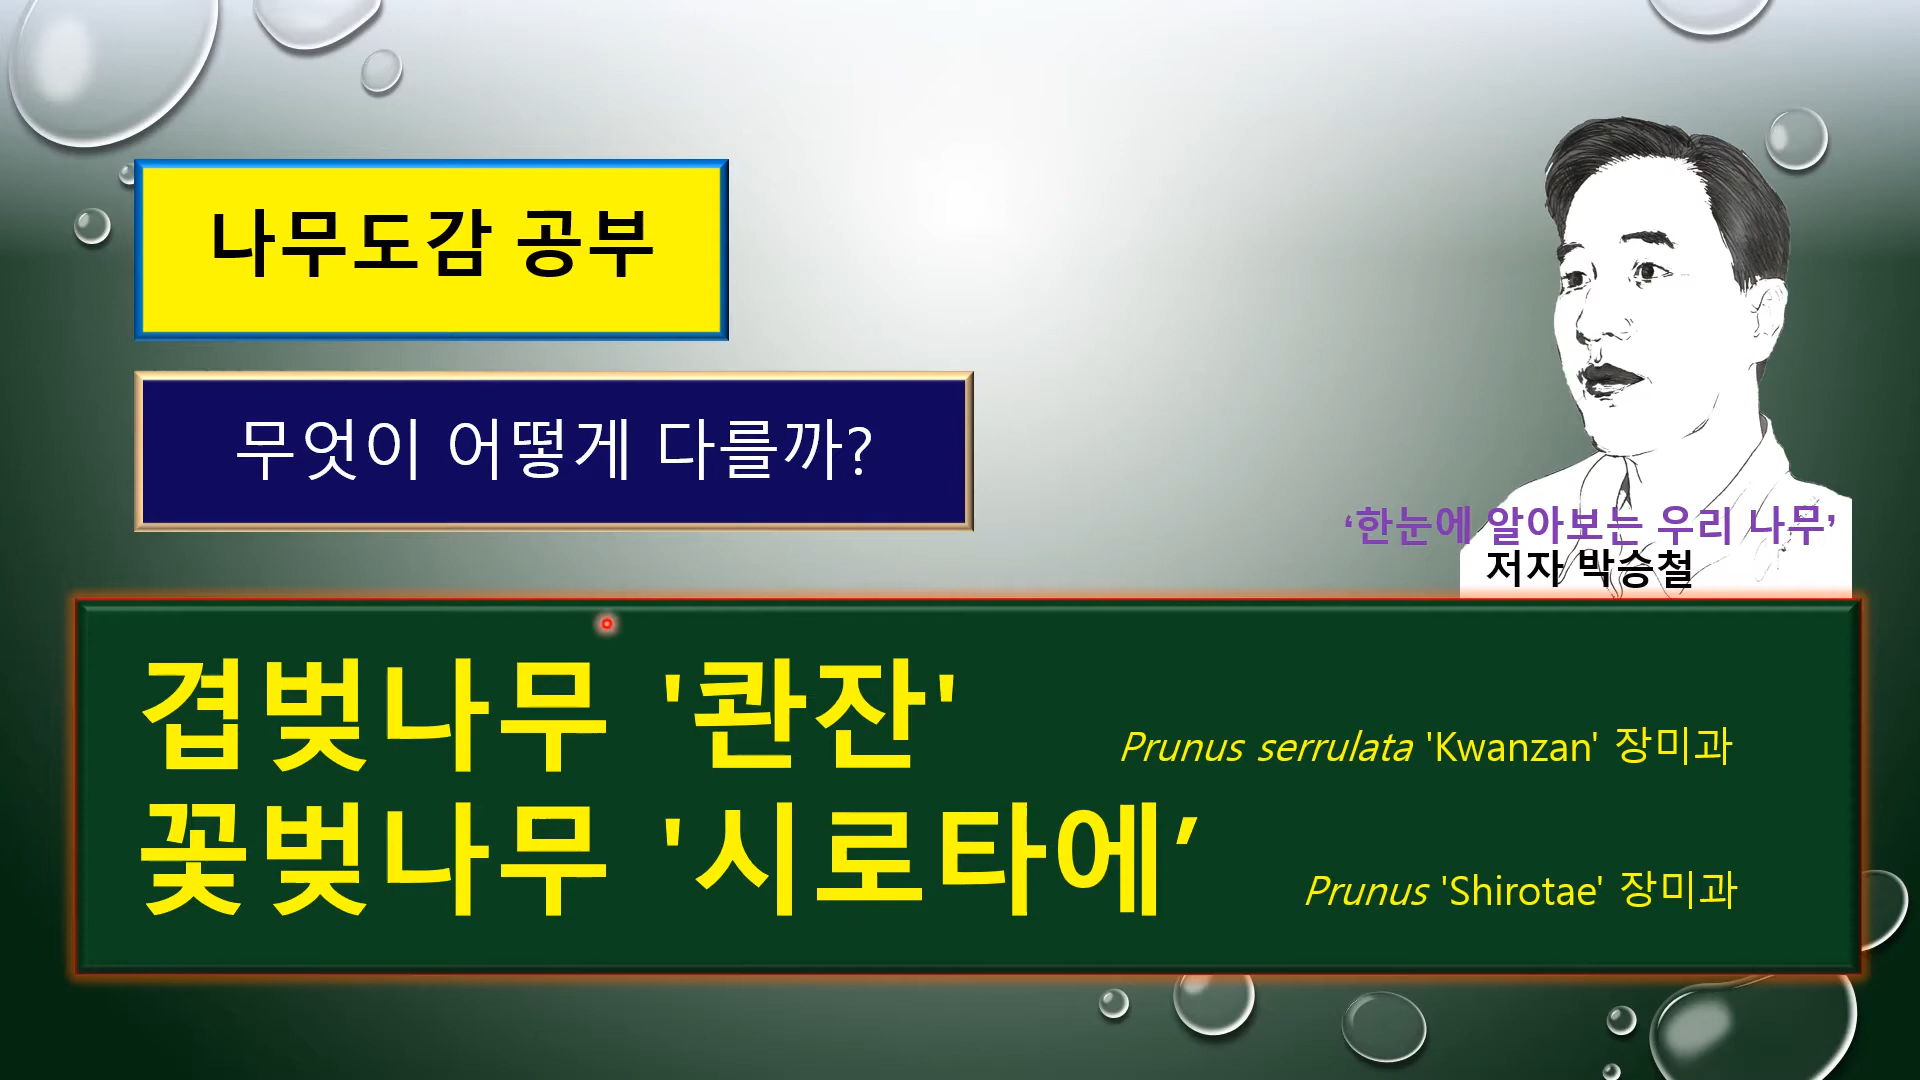 나무도감 공부
무엇이 어떻게 다를까?
‘한눈에 알아보는 우리 나무’
저자 박승철
겹벚나무 '콴잔'
Prunus serrulata 'Kwanzan' 장미과
꽃벚나무 '시로타에’
Prunus 'Shirotae' 장미과